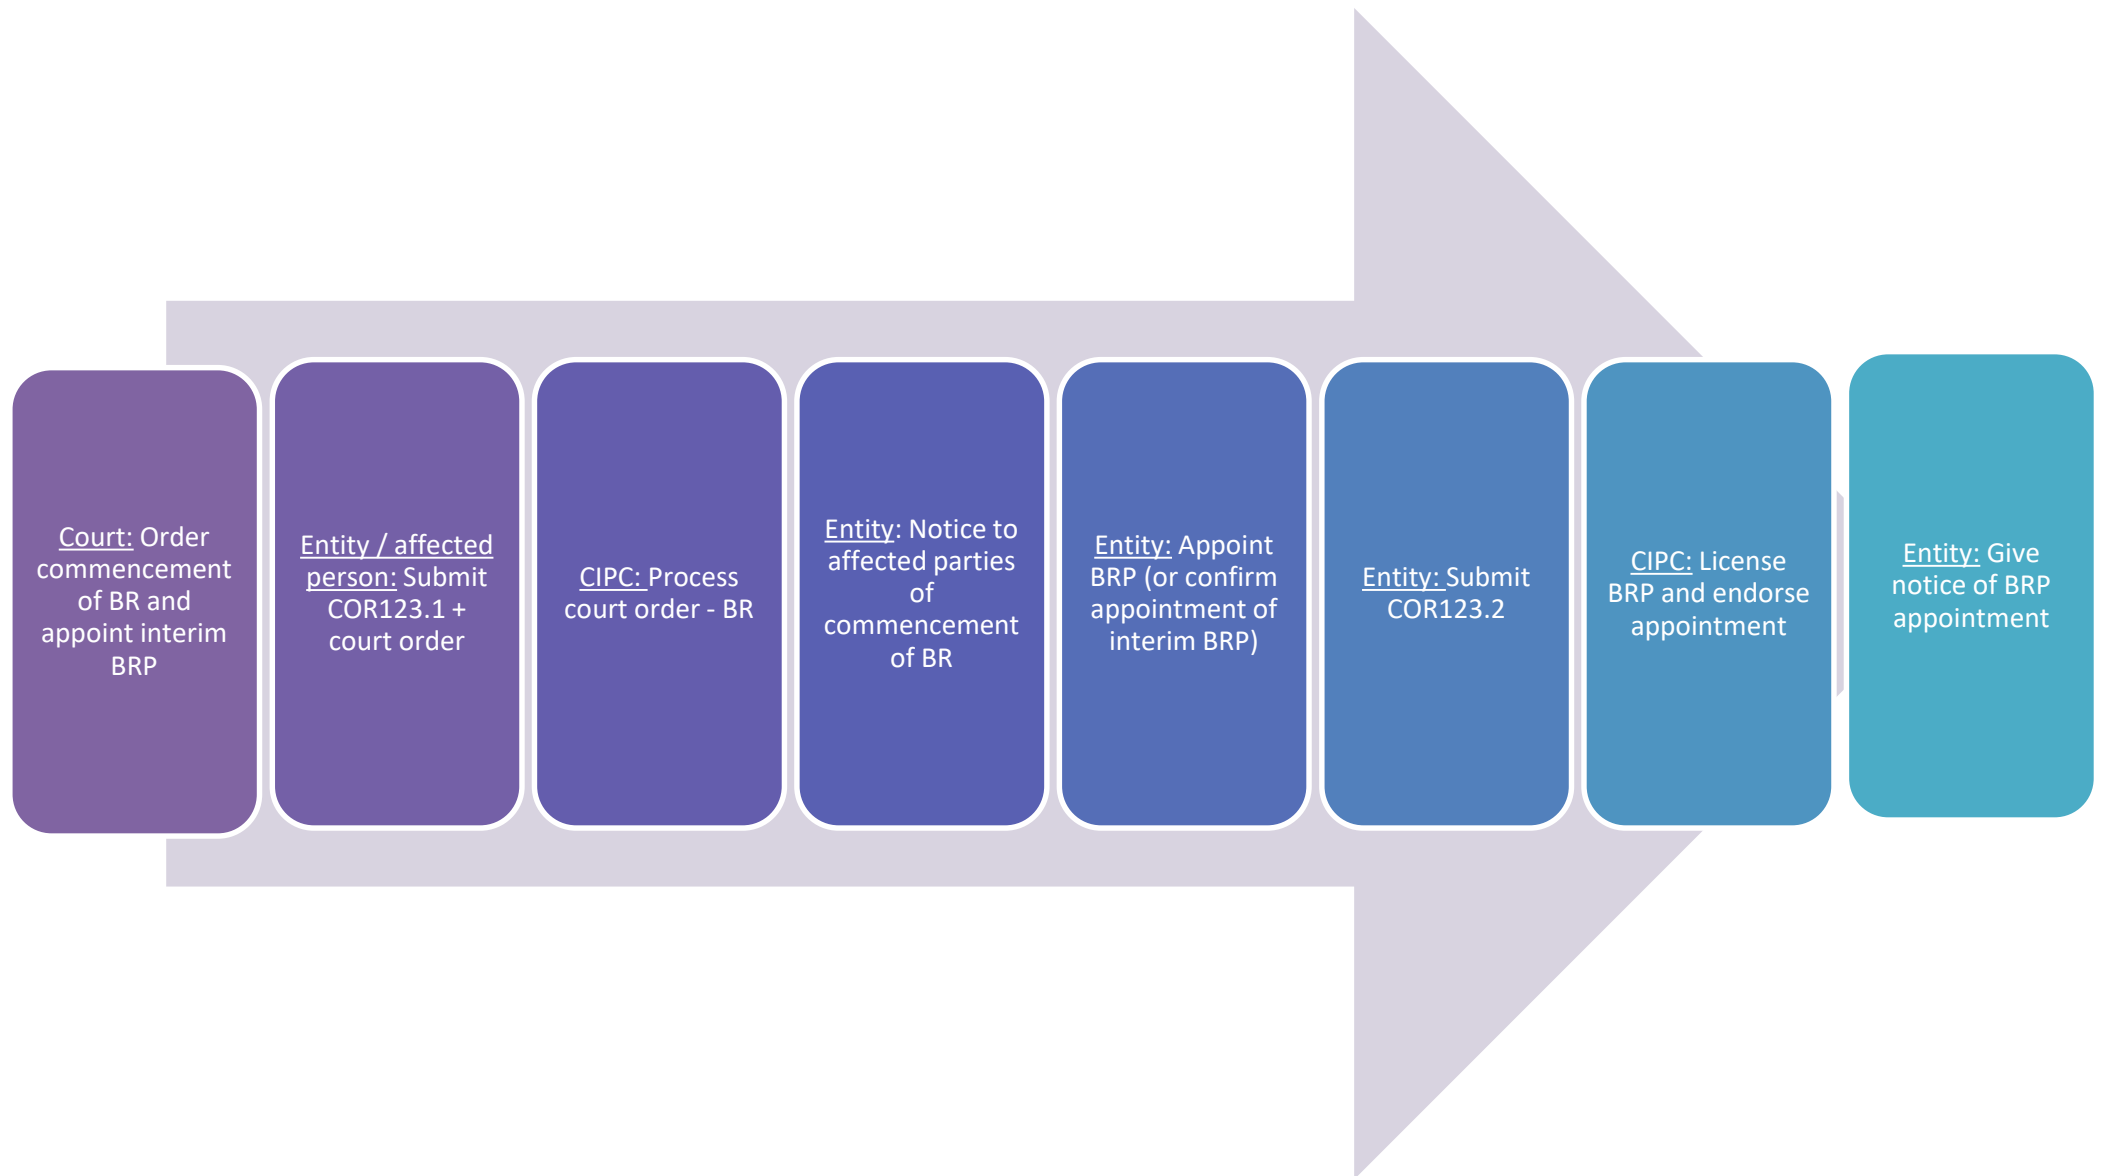 Court: Order
commencement
of BR and
appoint interim
BRP
Entity / affected
person: Submit
COR123.1 +
court order
CIPC: Process
court order - BR
Entity: Notice to
affected parties
of
commencement
of BR
Entity: Appoint
BRP (or confirm
appointment of
interim BRP)
Entity: Submit
COR123.2
CIPC: License
BRP and endorse
appointment
Entity: Give
notice of BRP
appointment